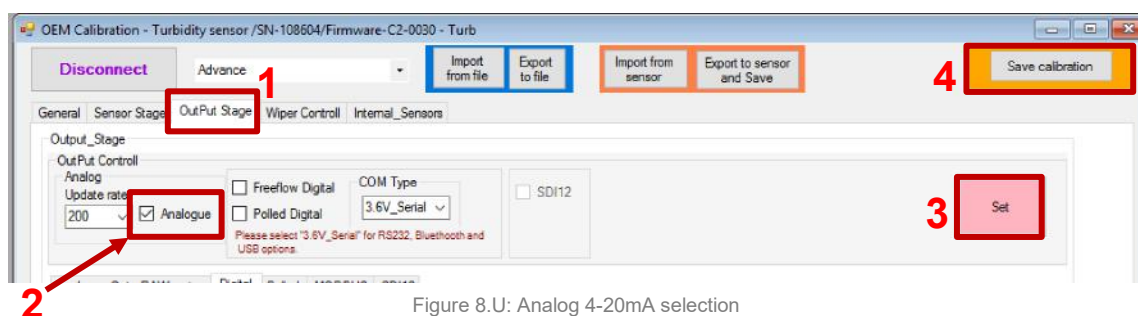 OEM Calibration - Turbidity sensor /SN-108604/Firmware-C2-0030 - Turb
Disconnect
Advance
1
Import from file
Export to file
Import from sensor
Export to sensor and Save
4
Save calibration
General Sensor Stage OutPut Stage Wiper Controll Internal_Sensors
Output_Stage
OutPut Controll
Analog
Update rate
200
Analogue
Freeflow Digital
Polled Digital
COM Type
3.6V_Serial
Please select "3.6V_Serial" for RS232, Bluethooth and
USB options.
SDI12
3
Set
2
Digital
Figure 8.U: Analog 4-20mA selection